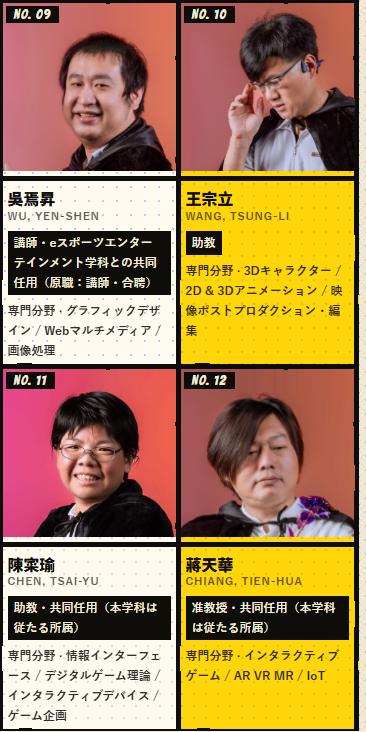 NO. 09
吳焉昇
WU, YEN-SHEN
講師・eスポーツエンター
テインメント学科との共同
任用（原職：講師・合聘）
専門分野・グラフィックデザ
イン / Webマルチメディア /
画像処理
NO. 10
王宗立
WANG, TSUNG-LI
助教
専門分野・3Dキャラクター /
2D & 3Dアニメーション / 映
像ポストプロダクション・編
集
NO. 11
陳寀瑜
CHEN, TSAI-YU
助教・共同任用（本学科は
従たる所属）
専門分野・情報インターフェ
ース / デジタルゲーム理論 /
インタラクティブデバイス /
ゲーム企画
NO. 12
蔣天華
CHIANG, TIEN-HUA
准教授・共同任用（本学科
は従たる所属）
専門分野・インタラクティブ
ゲーム / AR VR MR / IoT